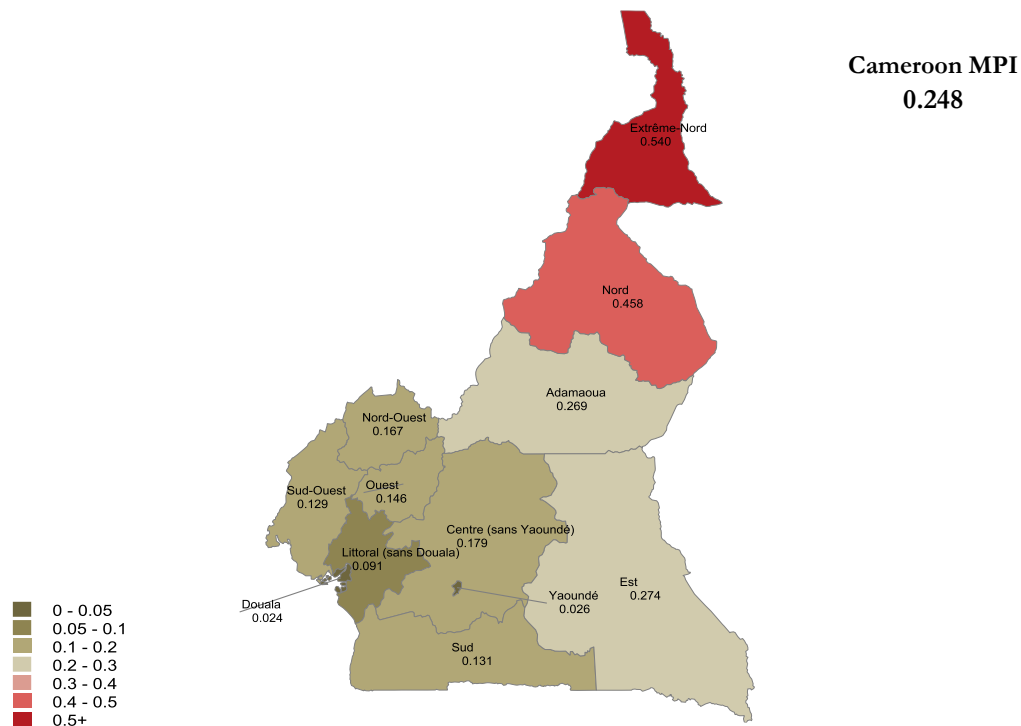 Cameroon MPI
0.248
Extrême-Nord
0.540
Nord
0.458
Adamaoua
0.269
Nord-Ouest
0.167
Ouest
0.146
Sud-Ouest
0.129
Centre (sans Yaoundé)
0.179
Littoral (sans Douala)
0.091
Est
0.274
Yaoundé
0.026
Douala
0.024
Sud
0.131
0 - 0.05
0.05 - 0.1
0.1 - 0.2
0.2 - 0.3
0.3 - 0.4
0.4 - 0.5
0.5+